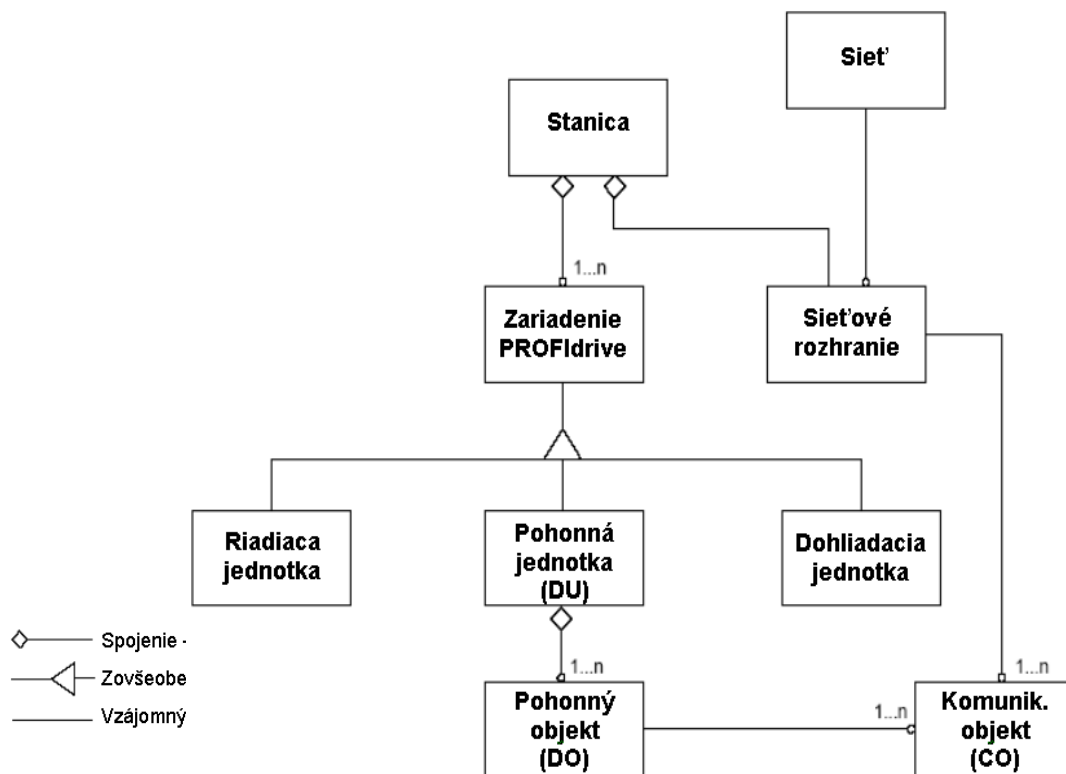 Sieť
Stanica
1...n
Zariadenie
PROFIdrive
Sieťové
rozhranie
Riadiaca
jednotka
Pohonná
jednotka
(DU)
Dohliadacia
jednotka
Spojenie -
Zovšeobe
Vzájomný
1...n
1...n
Pohonný
objekt
(DO)
1...n
Komunik.
objekt
(CO)